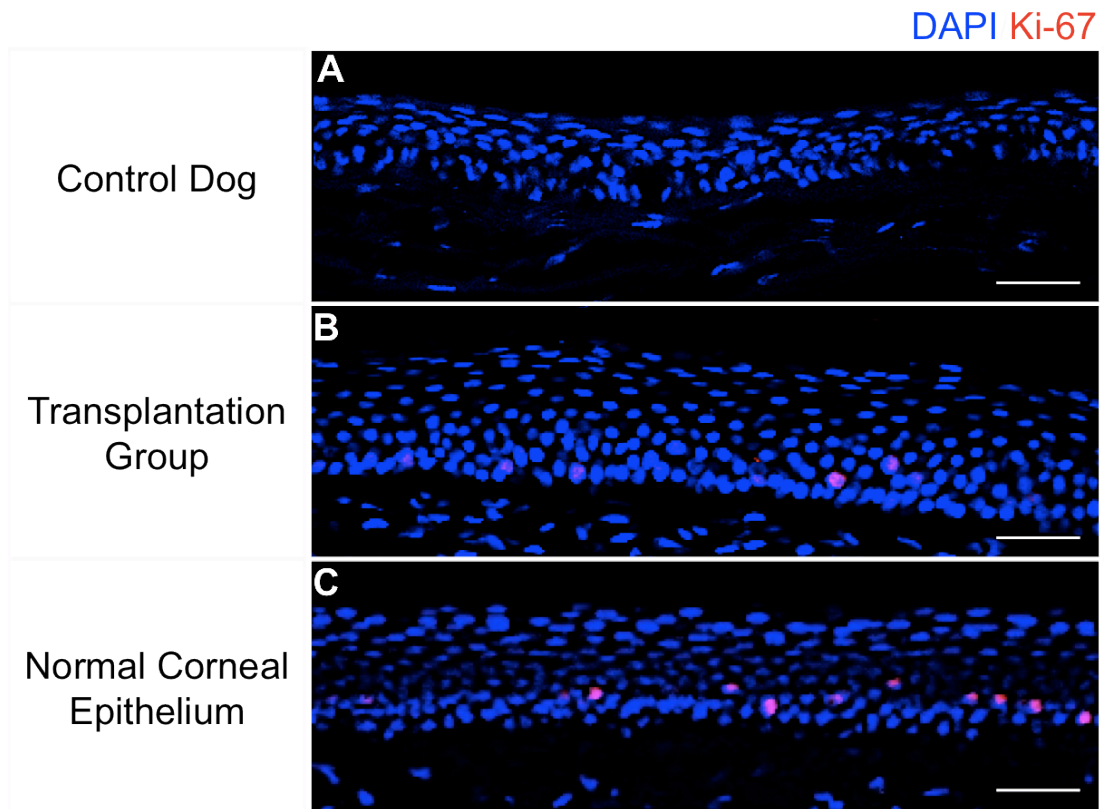 DAPI Ki-67
A
Control Dog
B
Transplantation
Group
C
Normal Corneal
Epithelium